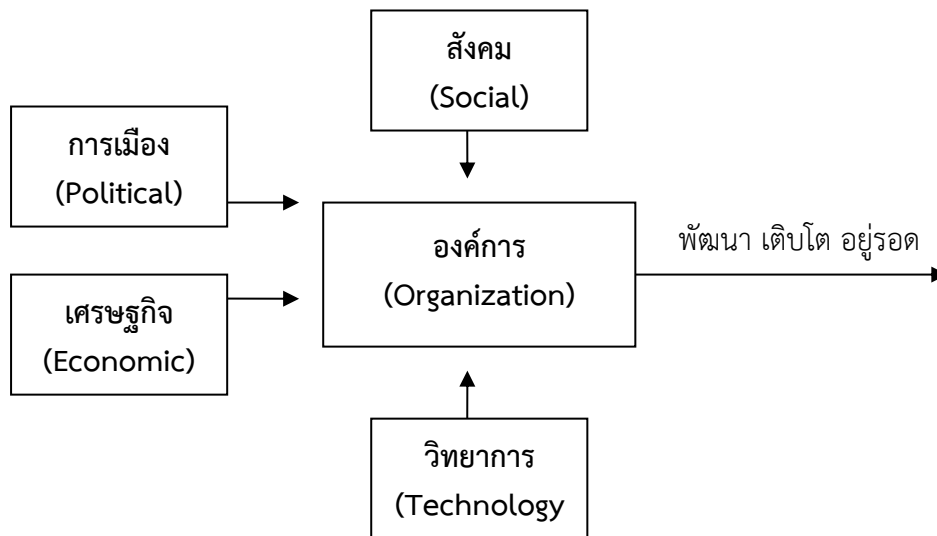 สังคม
(Social)
การเมือง
(Political)
องค์การ
(Organization)
พัฒนา เติบโต อยู่รอด
เศรษฐกิจ
(Economic)
วิทยาการ
(Technology